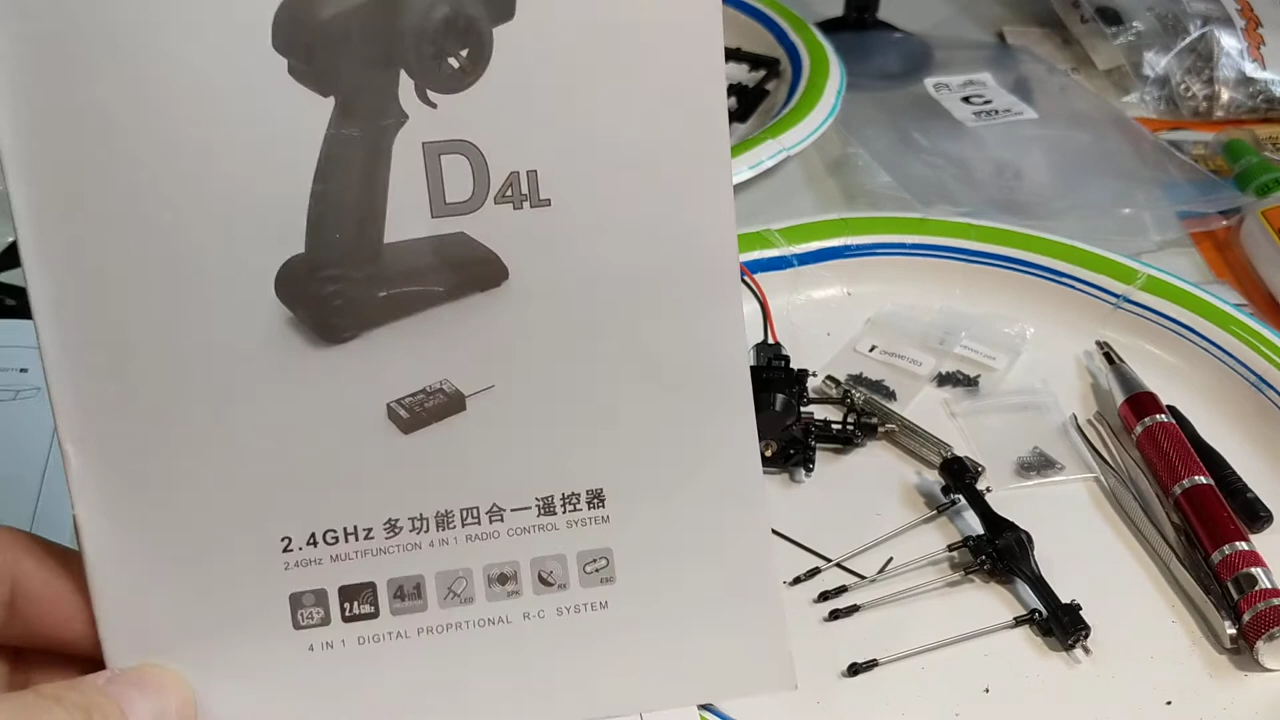 D4L
2.4GHz 多功能四合一遥控器
2.4GHz MULTIFUNCTION 4 IN 1 RADIO CONTROL SYSTEM
14+
2.4GHz
4in1
LED
SPK
RX
ESC
4 IN 1 DIGITAL PROPRTIONAL R-C SYSTEM
C
OHSW01203